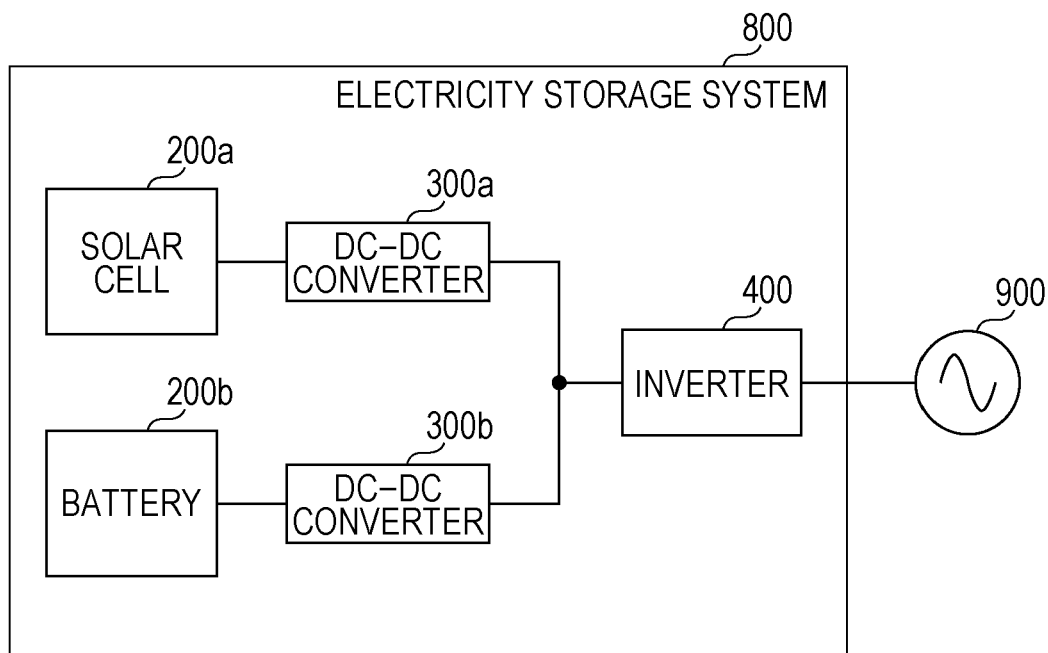 800
ELECTRICITY STORAGE SYSTEM
200a
SOLAR
CELL
300a
DC–DC
CONVERTER
400
INVERTER
900
200b
BATTERY
300b
DC–DC
CONVERTER